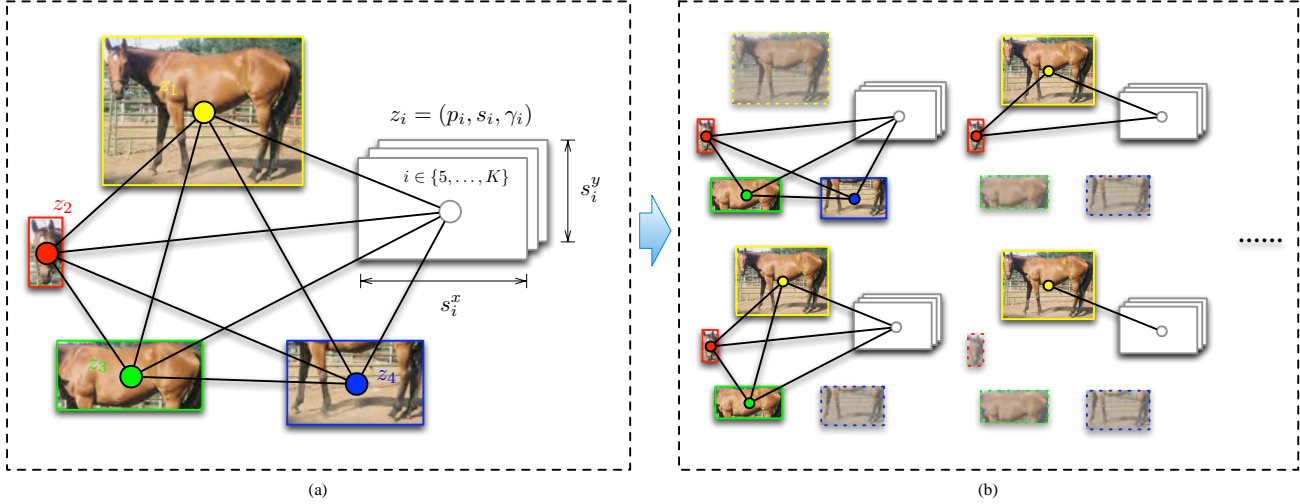 z_1
z_i = (p_i, s_i, γ_i)
i ∈ {5, . . . , K}
s_i^y
z_2
s_i^x
z_3
z_4
......
(a)
(b)